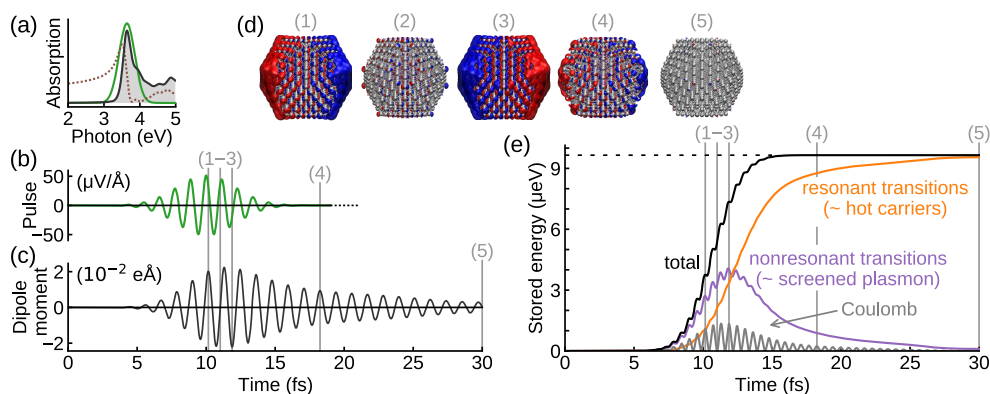 (a)
Absorption
2 3 4 5
Photon (eV)
(d)
(1) (2) (3) (4) (5)
(b)
(1−3)
(4)
Pulse
50
0
−50
(μV/Å)
(c)
(5)
Dipole
moment
2
0
−2
(10⁻² eÅ)
0 5 10 15 20 25 30
Time (fs)
(e)
(1−3) (4) (5)
Stored energy (μeV)
9
6
3
0
resonant transitions
(~ hot carriers)
total
nonresonant transitions
(~ screened plasmon)
Coulomb
0 5 10 15 20 25 30
Time (fs)